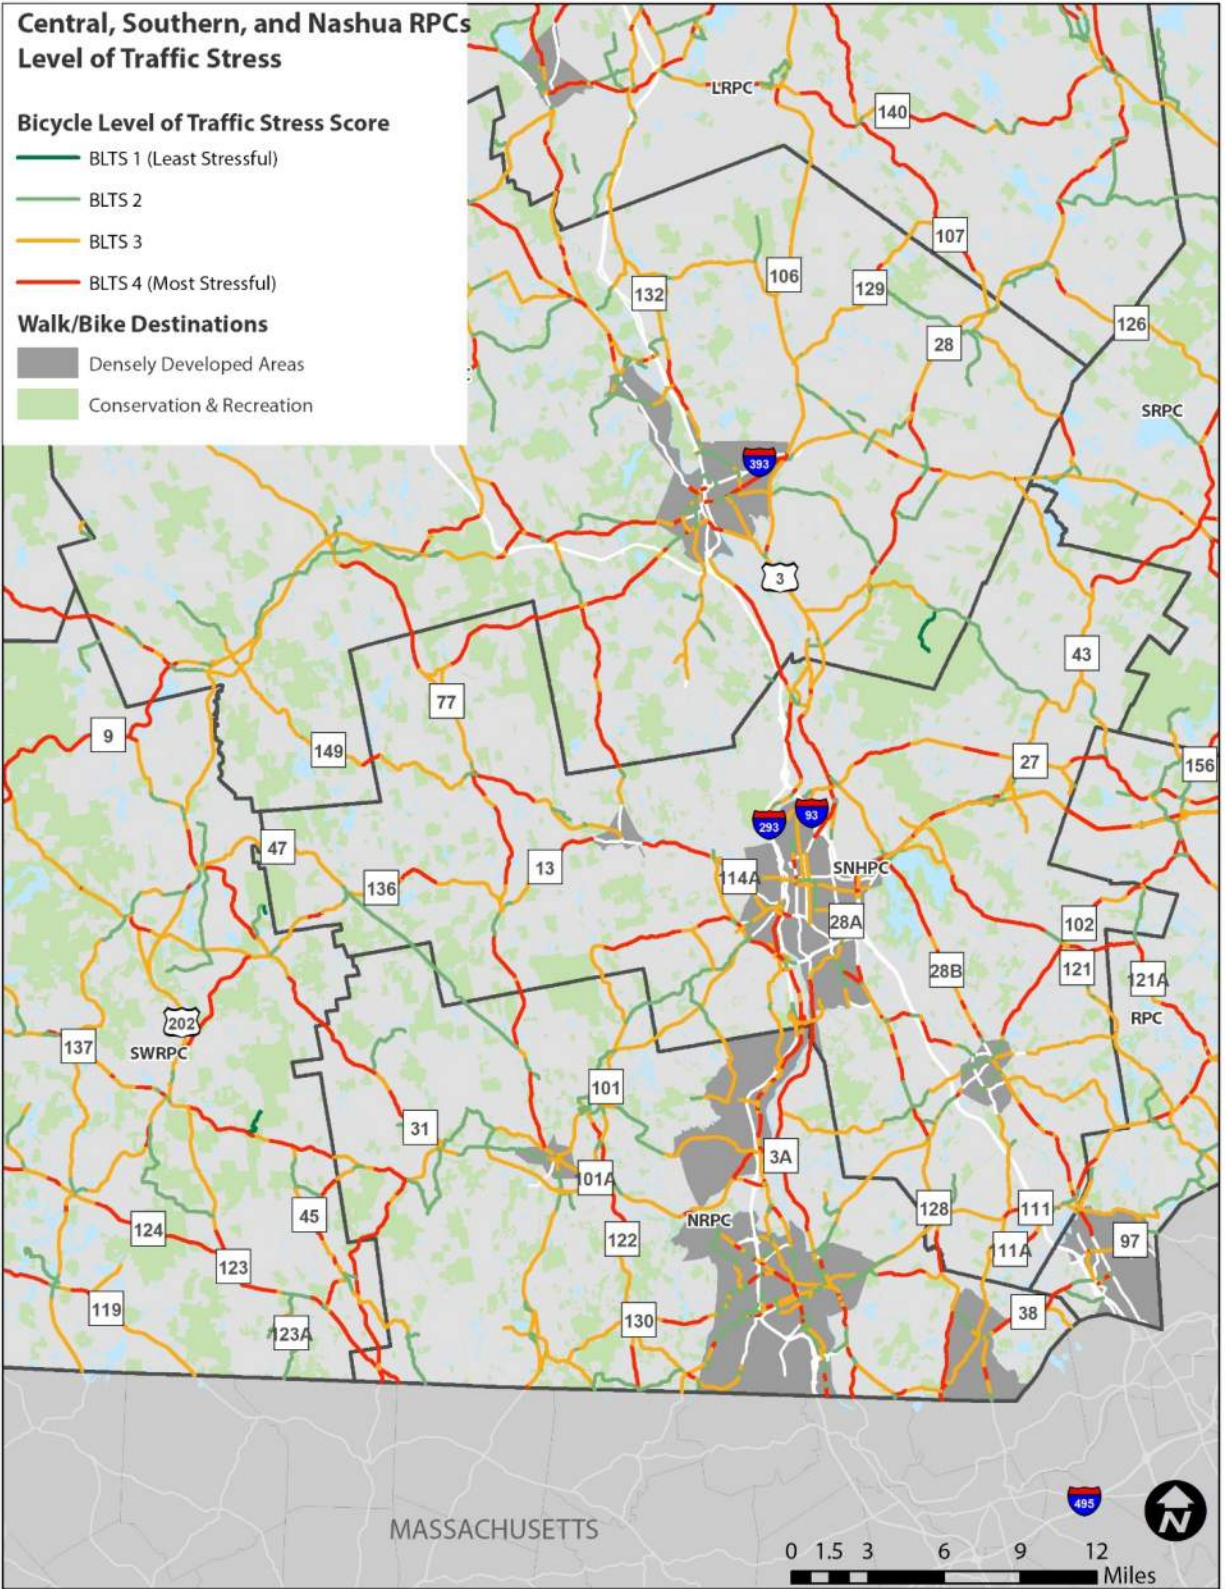 Central, Southern, and Nashua RPCs
Level of Traffic Stress
Bicycle Level of Traffic Stress Score
BLTS 1 (Least Stressful)
BLTS 2
BLTS 3
BLTS 4 (Most Stressful)
Walk/Bike Destinations
Densely Developed Areas
Conservation & Recreation
LRPC
140
107
106
132
129
126
28
SRPC
393
3
43
77
9
149
27
156
293
93
47
13
SNHPC
136
114A
28A
102
28B
121
121A
202
RPC
137
SWRPC
101
31
3A
101A
45
128
111
124
NRPC
122
97
111A
123
119
38
130
123A
495
MASSACHUSETTS
N
0 1.5 3 6 9 12
Miles